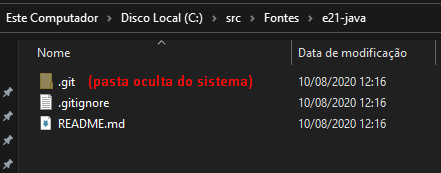 Este Computador > Disco Local (C:) > src > Fontes > e21-java
Nome Data de modificação
.git (pasta oculta do sistema) 10/08/2020 12:16
.gitignore 10/08/2020 12:16
README.md 10/08/2020 12:16